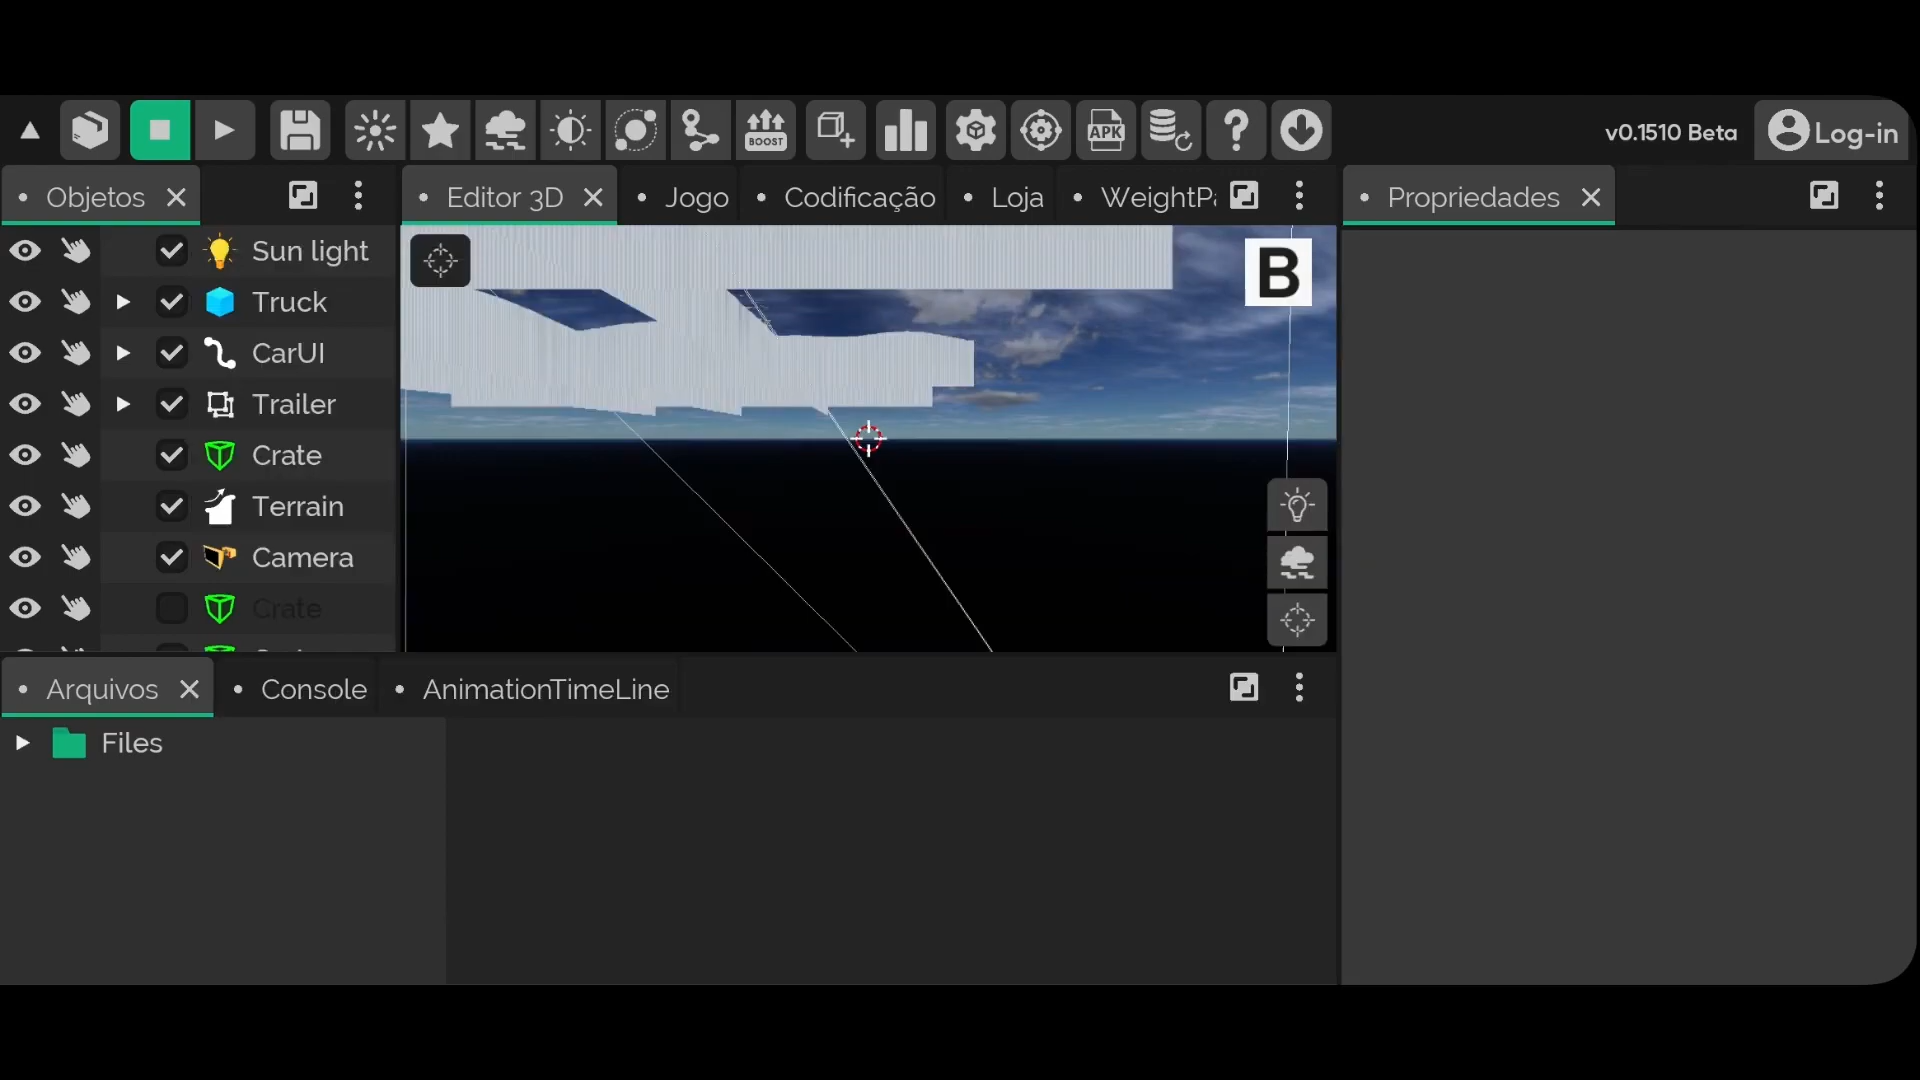 BOOST
APK
v0.1510 Beta
Log-in
Objetos
Editor 3D
Jogo
Codificação
Loja
WeightPa
Propriedades
Sun light
Truck
CarUI
Trailer
Crate
Terrain
Camera
Crate
B
Arquivos
Console
AnimationTimeLine
Files